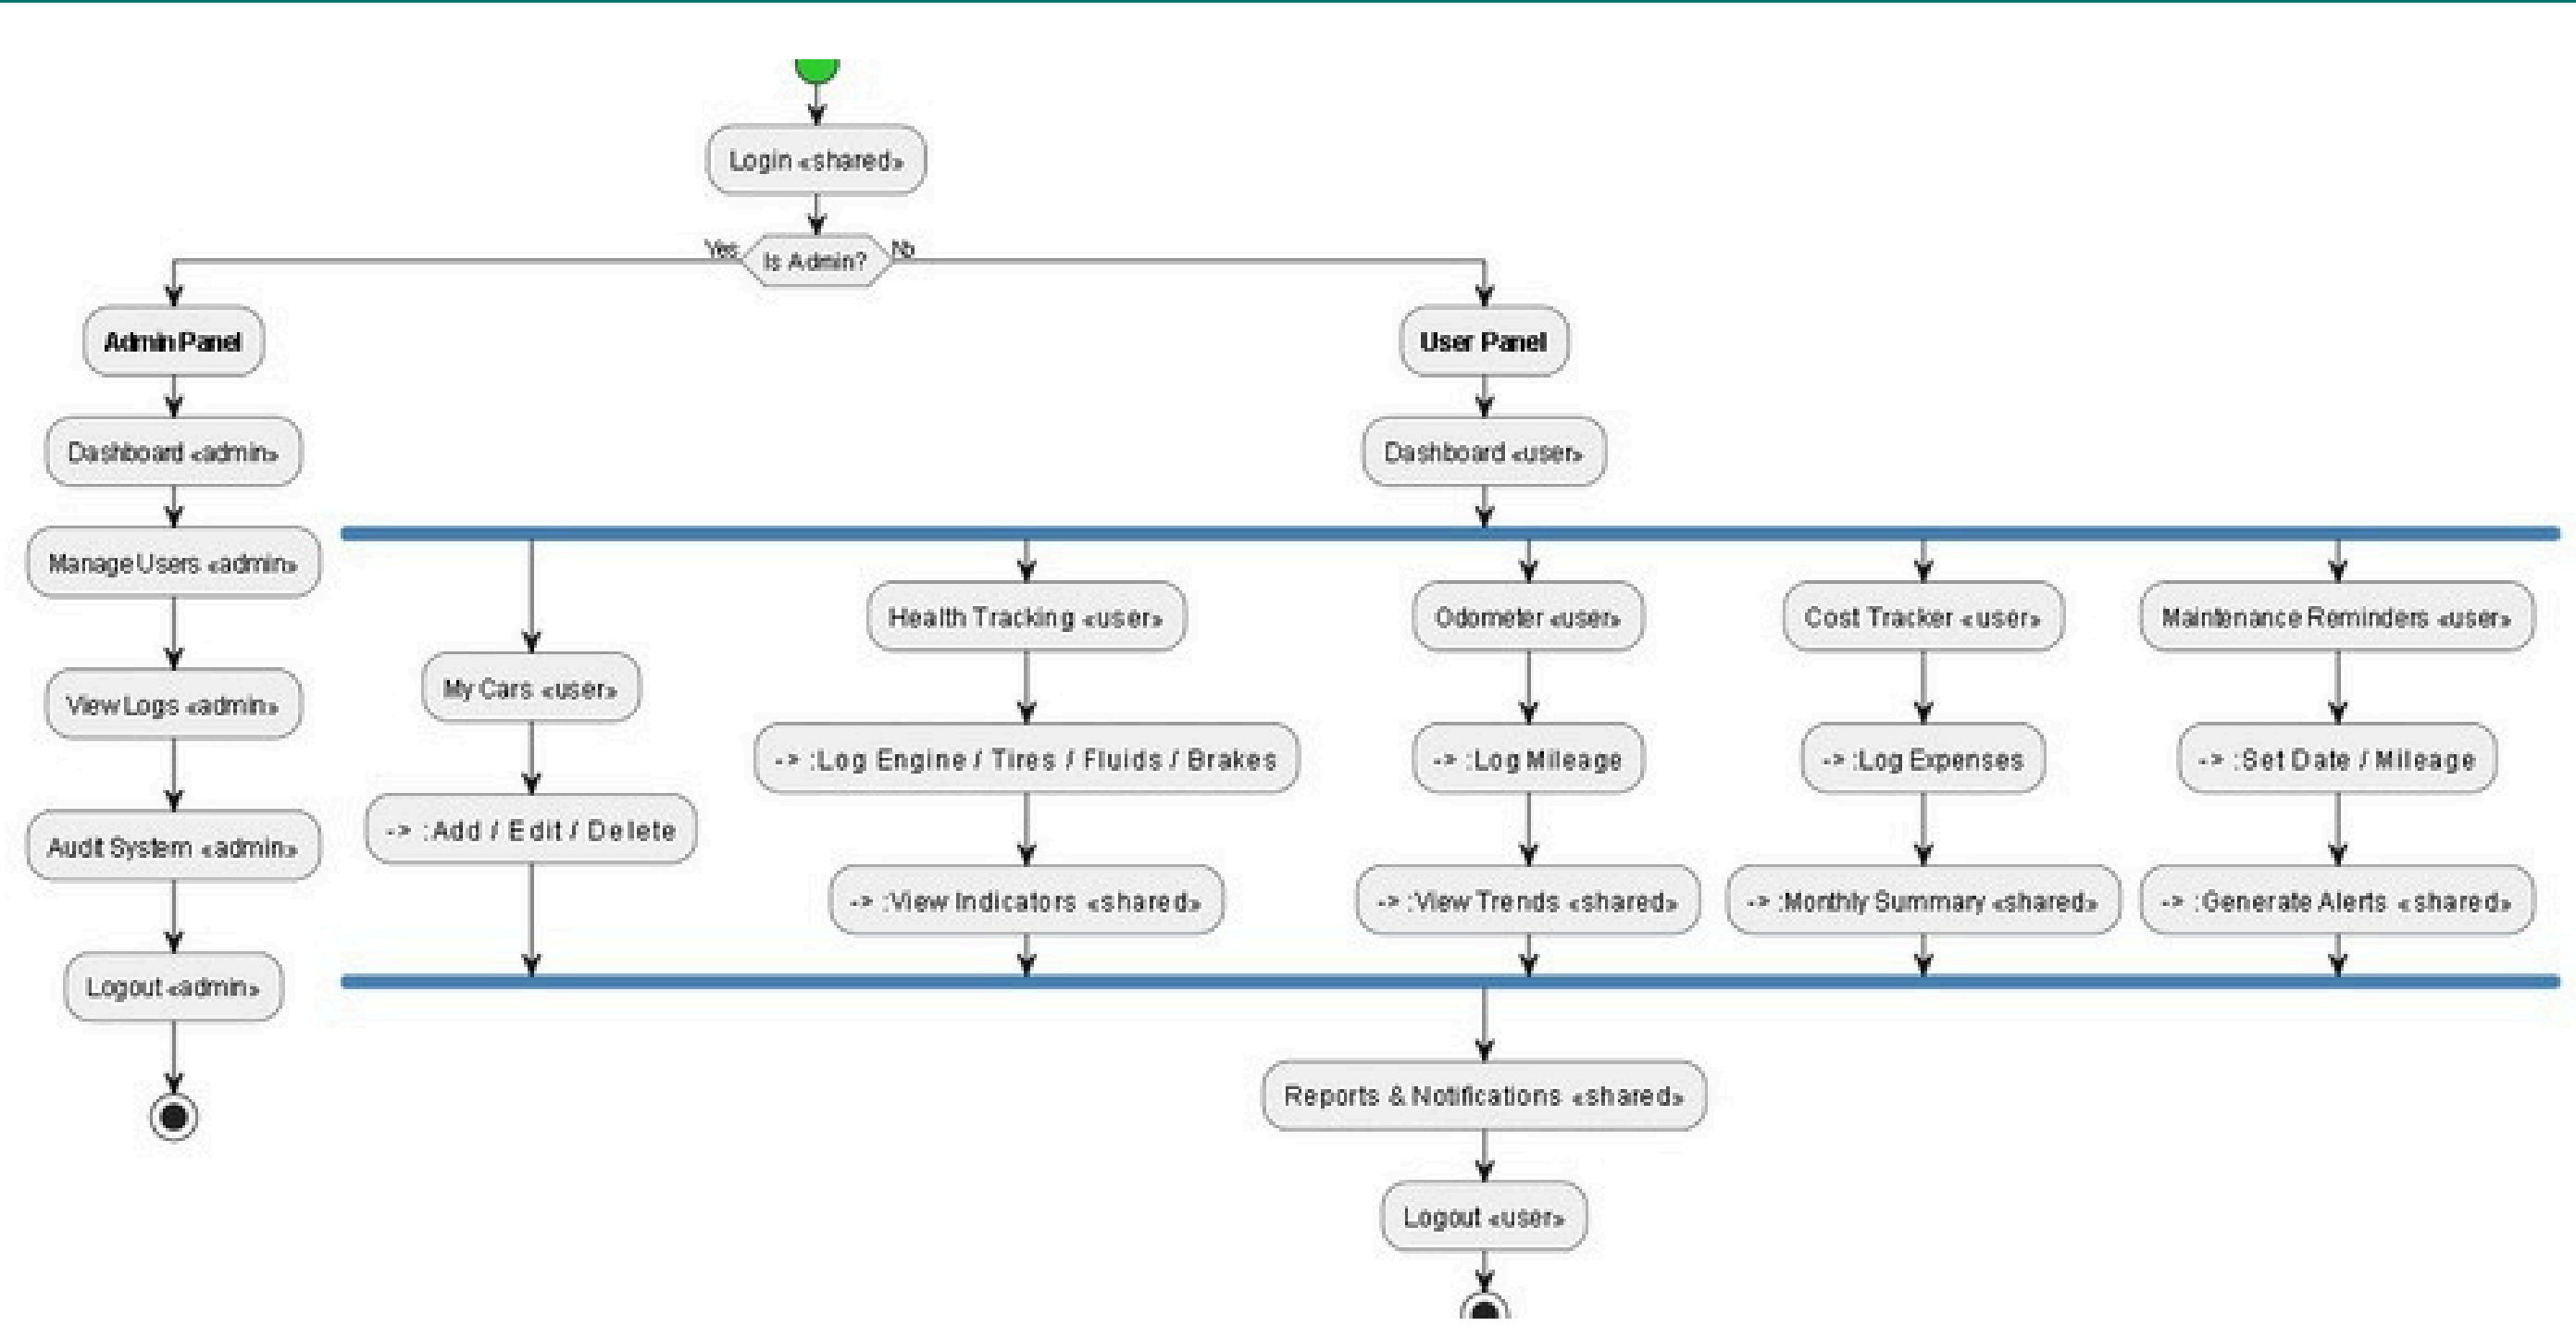 Login «shared»
Yes
Is Admin?
No
Admin Panel
User Panel
Dashboard «admin»
Dashboard «user»
Manage Users «admin»
View Logs «admin»
Audit System «admin»
Logout «admin»
My Cars «user»
-> :Add / Edit / Delete
Health Tracking «user»
-> :Log Engine / Tires / Fluids / Brakes
-> :View Indicators «shared»
Odometer «user»
-> :Log Mileage
-> :View Trends «shared»
Cost Tracker «user»
-> :Log Expenses
-> :Monthly Summary «shared»
Maintenance Reminders «user»
-> :Set Date / Mileage
-> :Generate Alerts «shared»
Reports & Notifications «shared»
Logout «user»